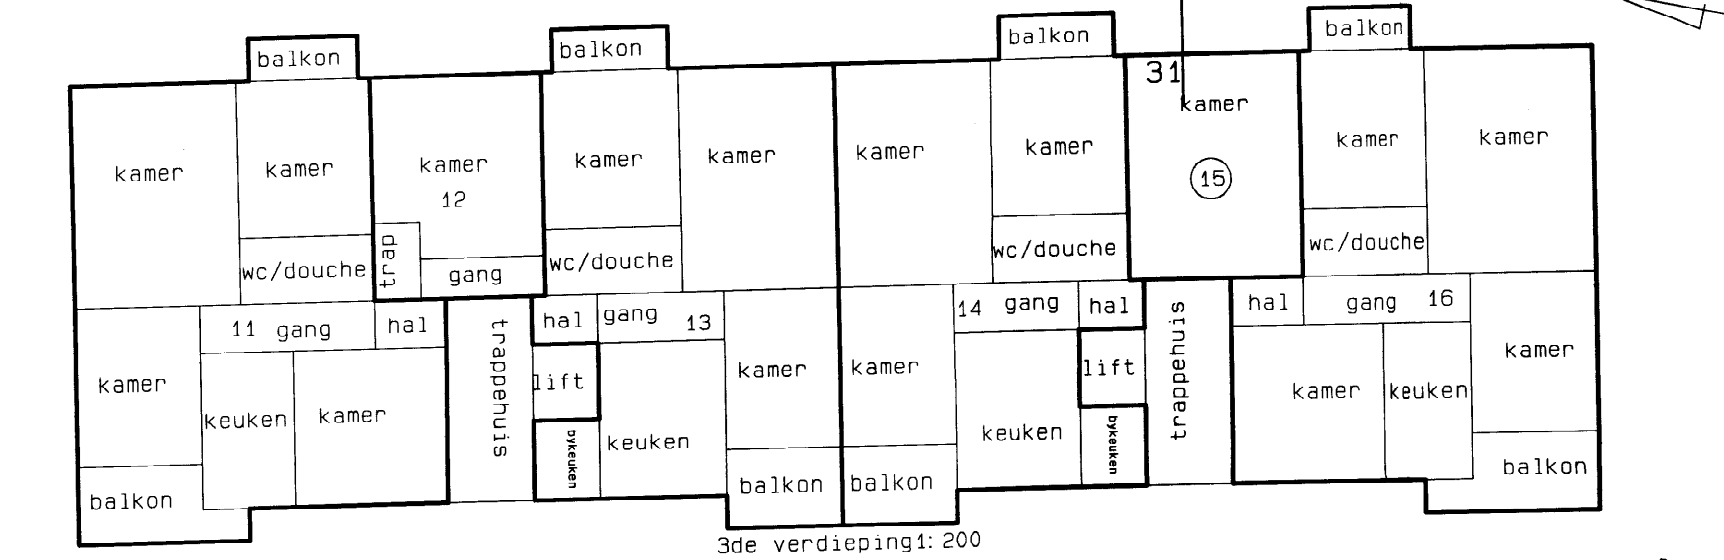 balkon balkon balkon balkon
31
kamer kamer kamer kamer kamer kamer kamer kamer kamer kamer
12 15
trap
wc/douche gang wc/douche wc/douche wc/douche
11 gang hal hal gang 13 14 gang hal hal gang 16
trappehuis trappehuis
kamer lift kamer kamer lift kamer
keuken kamer keuken keuken kamer keuken
bykeuken bykeuken
balkon balkon balkon balkon
3de verdieping1:200